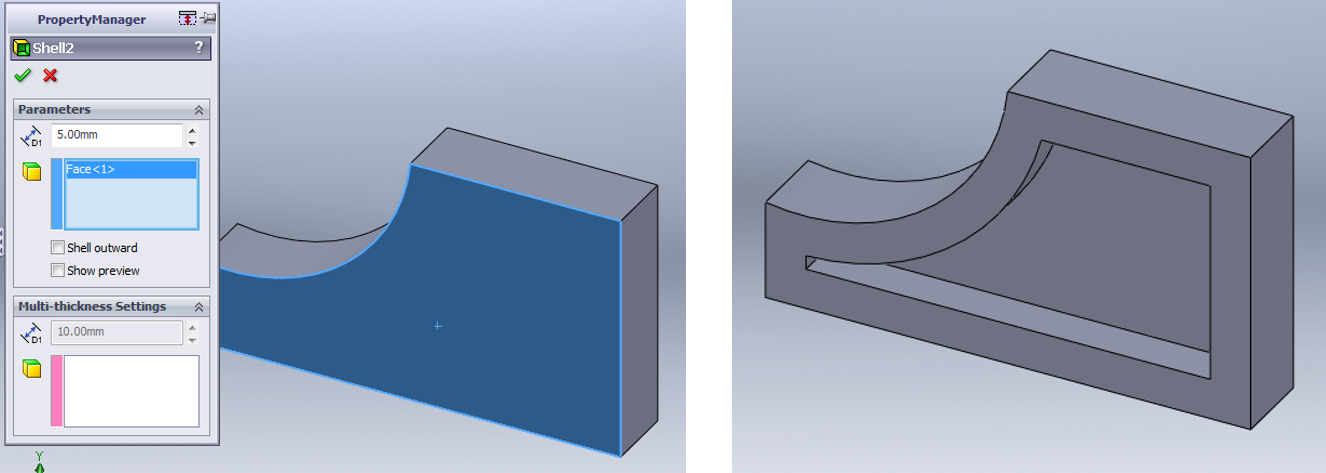 PropertyManager
Shell2 ?
Parameters
D1 5.00mm
Face<1>
Shell outward
Show preview
Multi-thickness Settings
D1 10.00mm
Y